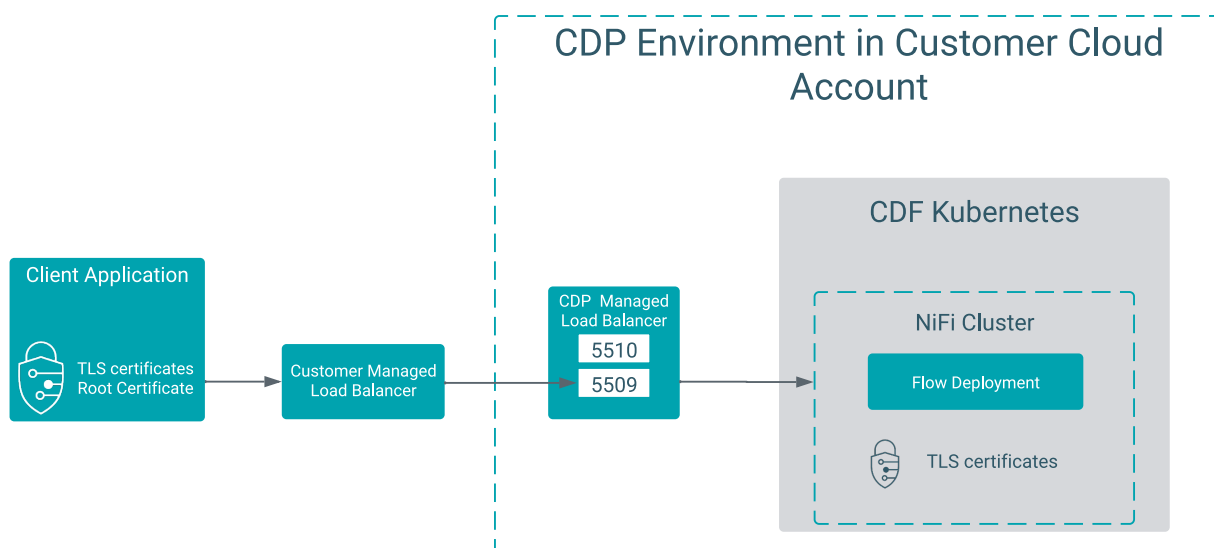 CDP Environment in Customer Cloud
Account
CDF Kubernetes
Client Application
TLS certificates
Root Certificate
Customer Managed
Load Balancer
CDP Managed
Load Balancer
5510
5509
NiFi Cluster
Flow Deployment
TLS certificates